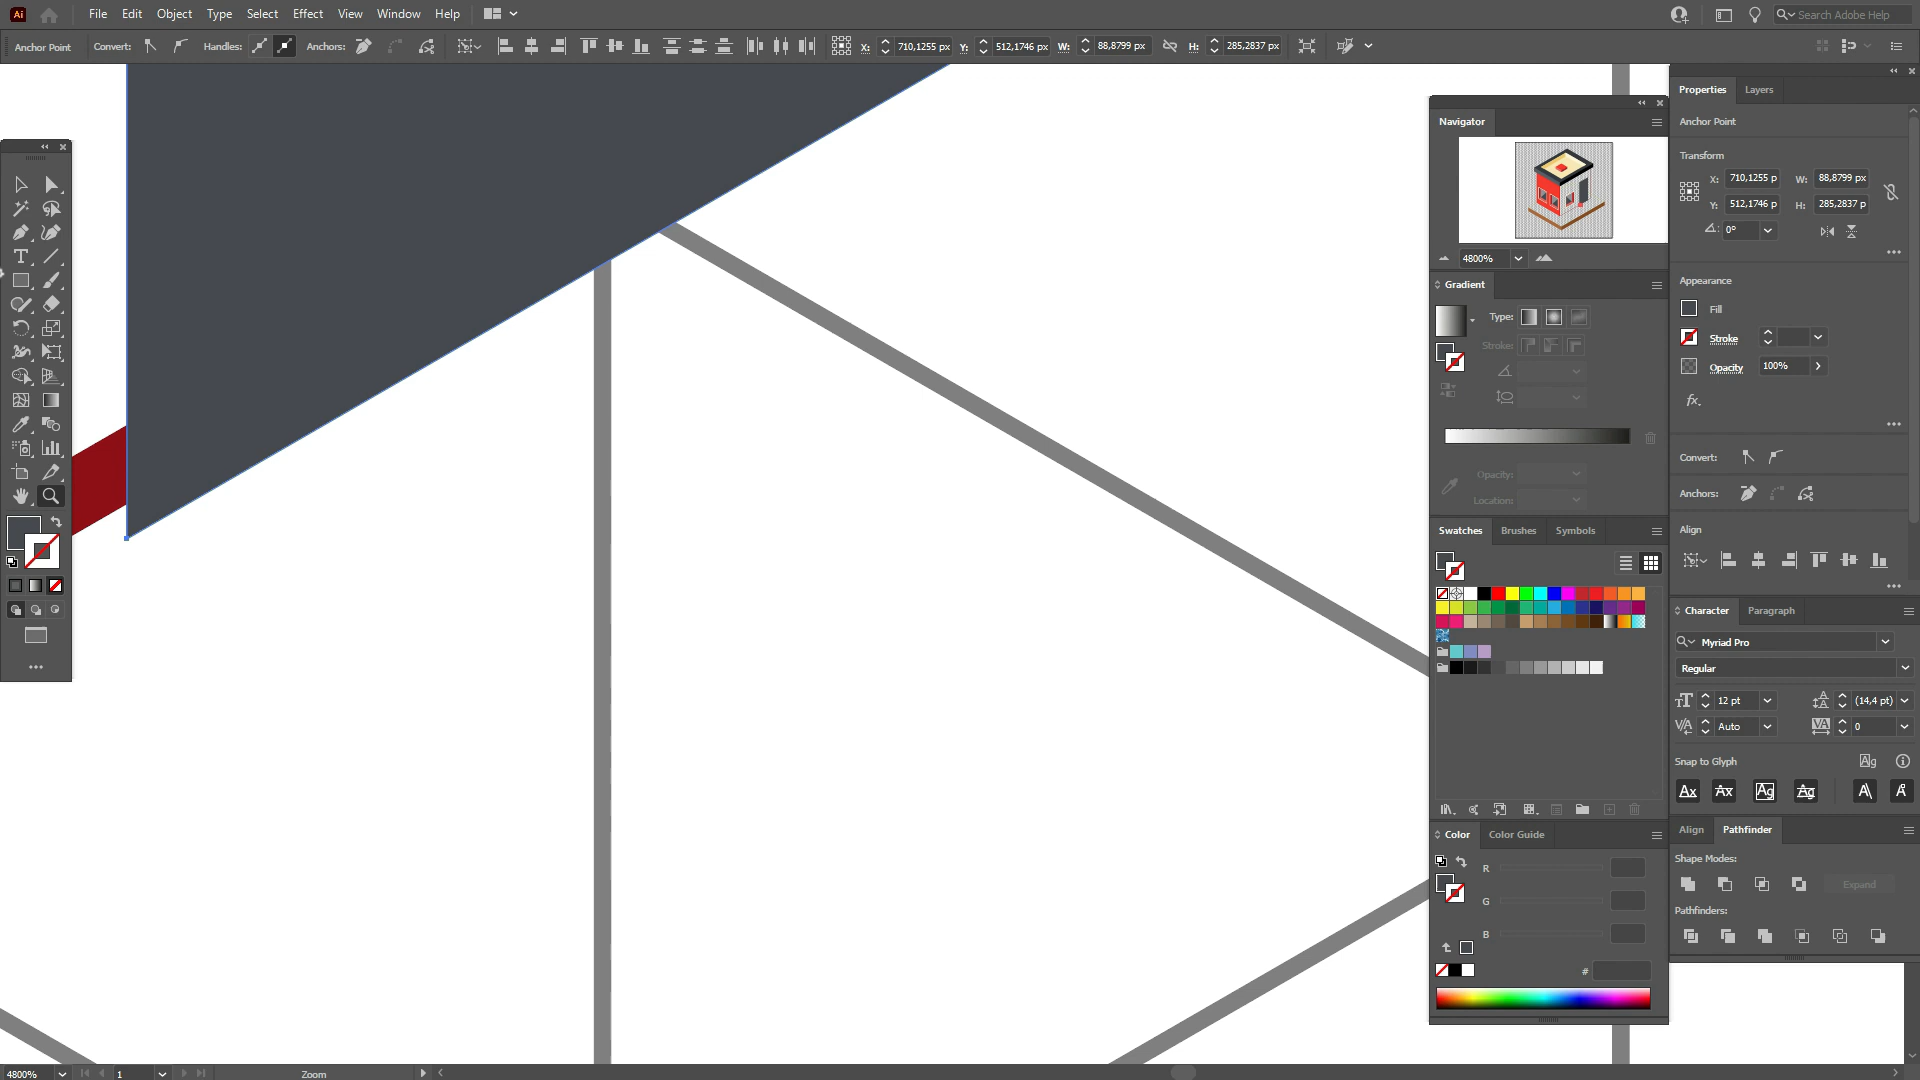 Ai File Edit Object Type Select Effect View Window Help Search Adobe Help
Anchor Point Convert: Handles: Anchors: X: 710,1255 px Y: 512,1746 px W: 88,8799 px H: 285,2837 px
Navigator
4800%
Gradient
Type:
Stroke:
Opacity:
Location:
Swatches Brushes Symbols
Color Color Guide
R
G
B
#
Properties Layers
Anchor Point
Transform
X: 710,1255 p W: 88,8799 px
Y: 512,1746 p H: 285,2837 p
0°
Appearance
Fill
Stroke
Opacity 100%
fx.
Convert:
Anchors:
Align
Character Paragraph
Myriad Pro
Regular
12 pt (14,4 pt)
Auto 0
Snap to Glyph
Align Pathfinder
Shape Modes:
Expand
Pathfinders:
4800% 1 Zoom